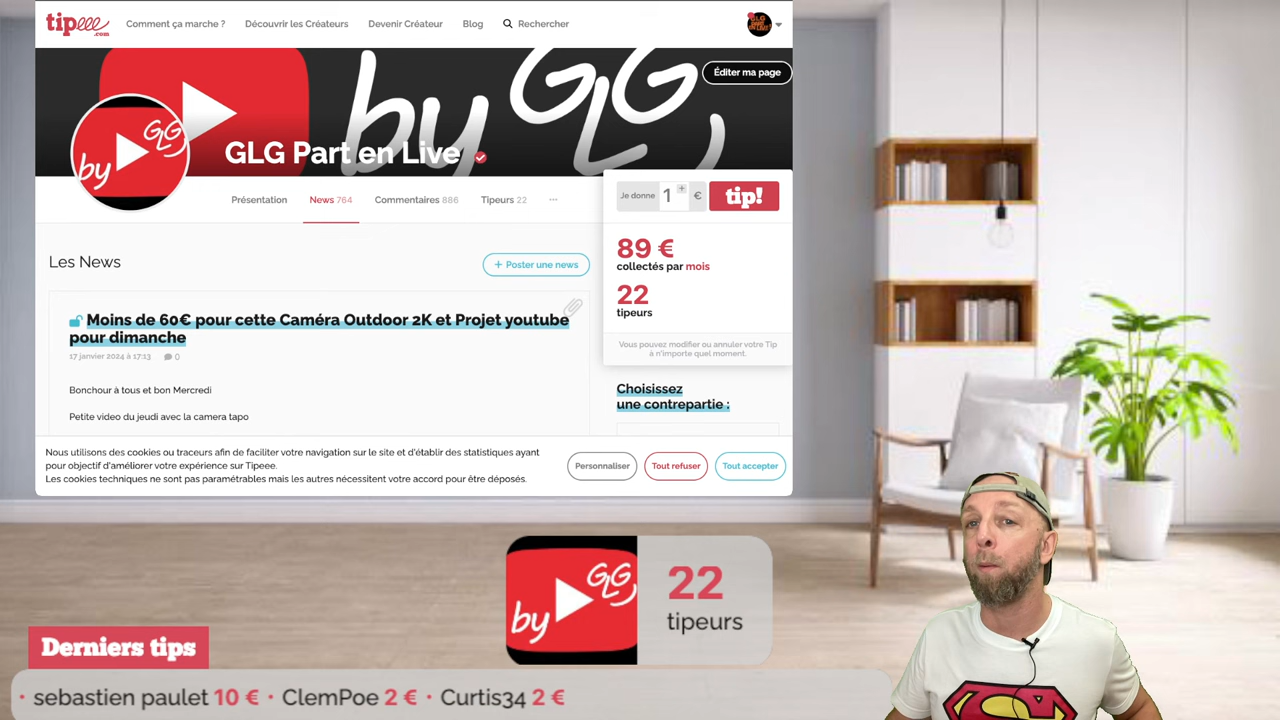 tipeee
.com
Comment ça marche ?
Découvrir les Créateurs
Devenir Créateur
Blog
Rechercher
by GLG
Éditer ma page
by GLG
GLG Part en Live
Présentation
News 764
Commentaires 886
Tipeurs 22
...
Je donne 1 + €
tip!
89 €
collectés par mois
22
tipeurs
Vous pouvez modifier ou annuler votre Tip
à n'importe quel moment.
Les News
+ Poster une news
Moins de 60€ pour cette Caméra Outdoor 2K et Projet youtube
pour dimanche
17 janvier 2024 à 17:13
0
Bonchour à tous et bon Mercredi
Petite video du jeudi avec la camera tapo
Choisissez
une contrepartie :
Nous utilisons des cookies ou traceurs afin de faciliter votre navigation sur le site et d'établir des statistiques ayant
pour objectif d'améliorer votre expérience sur Tipeee.
Les cookies techniques ne sont pas paramétrables mais les autres nécessitent votre accord pour être déposés.
Personnaliser
Tout refuser
Tout accepter
by GLG
22
tipeurs
Derniers tips
• sebastien paulet 10 € • ClemPoe 2 € • Curtis34 2 €